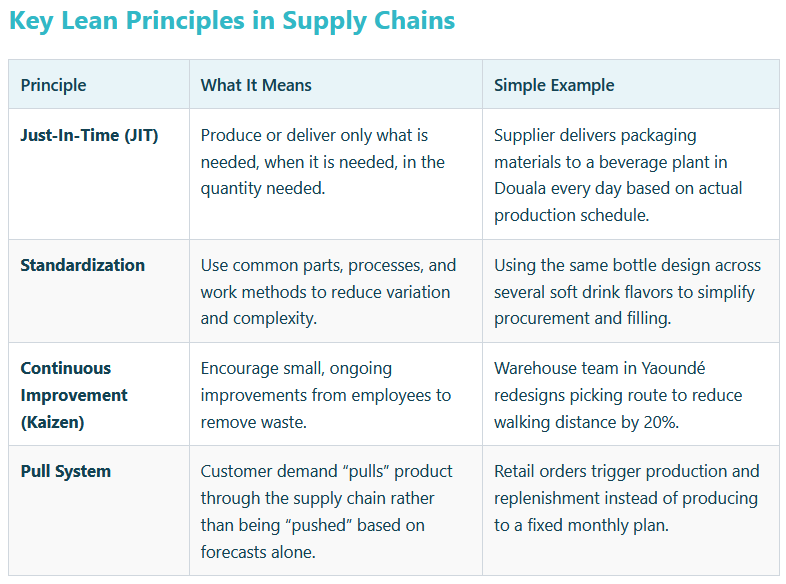 Key Lean Principles in Supply Chains
Principle
What It Means
Simple Example
Just-In-Time (JIT)
Produce or deliver only what is
needed, when it is needed, in the
quantity needed.
Supplier delivers packaging
materials to a beverage plant in
Douala every day based on actual
production schedule.
Standardization
Use common parts, processes, and
work methods to reduce variation
and complexity.
Using the same bottle design across
several soft drink flavors to simplify
procurement and filling.
Continuous
Improvement
(Kaizen)
Encourage small, ongoing
improvements from employees to
remove waste.
Warehouse team in Yaoundé
redesigns picking route to reduce
walking distance by 20%.
Pull System
Customer demand “pulls” product
through the supply chain rather
than being “pushed” based on
forecasts alone.
Retail orders trigger production and
replenishment instead of producing
to a fixed monthly plan.